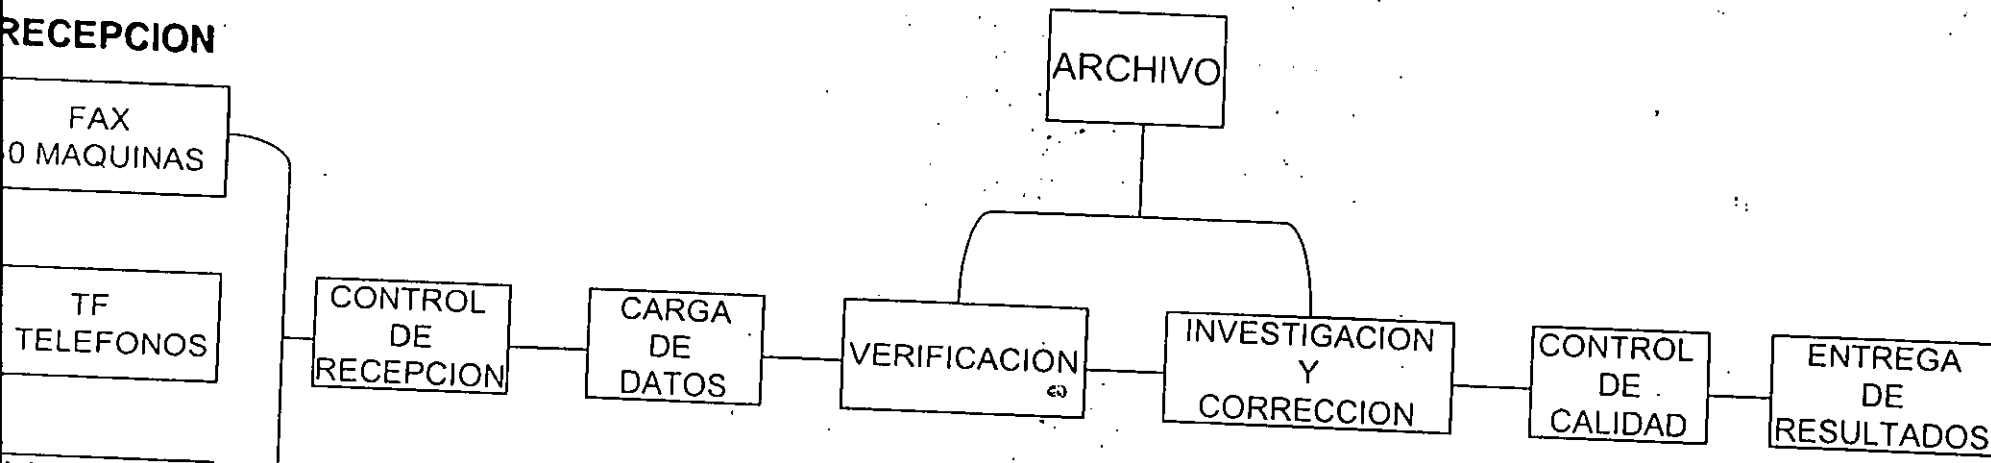 RECEPCION
FAX
0 MAQUINAS
TF
TELEFONOS
CONTROL
DE
RECEPCION
CARGA
DE
DATOS
ARCHIVO
VERIFICACION
INVESTIGACION
Y
CORRECCION
CONTROL
DE
CALIDAD
ENTREGA
DE
RESULTADOS